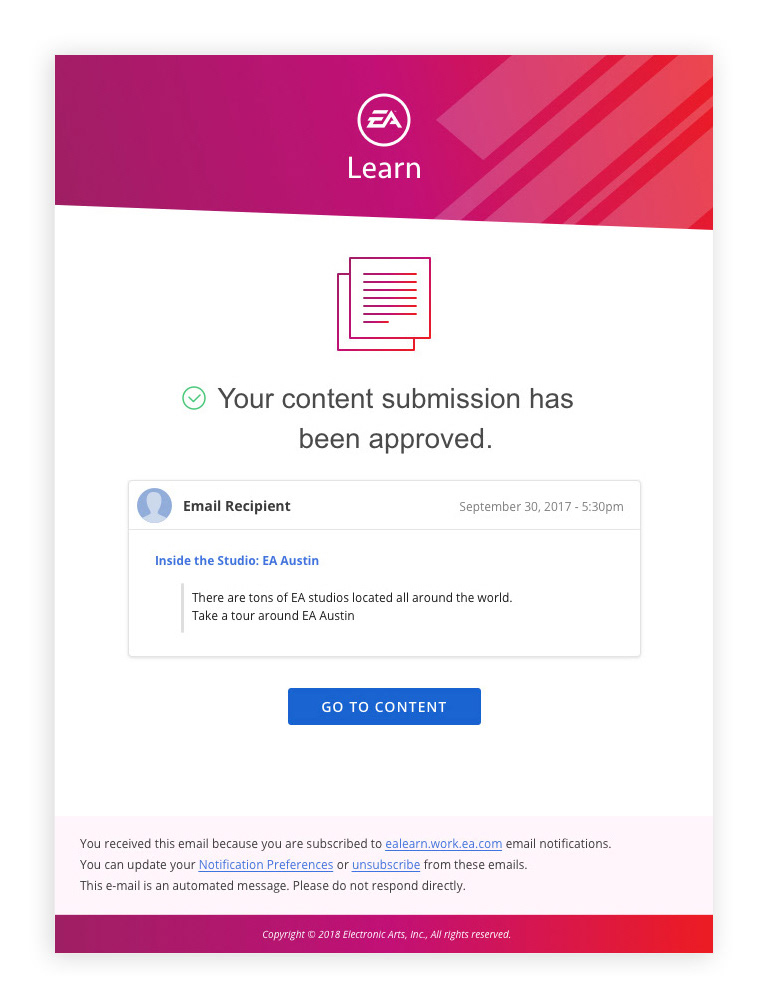 EA
Learn
Your content submission has
been approved.
Email Recipient September 30, 2017 - 5:30pm
Inside the Studio: EA Austin
There are tons of EA studios located all around the world.
Take a tour around EA Austin
GO TO CONTENT
You received this email because you are subscribed to ealearn.work.ea.com email notifications.
You can update your Notification Preferences or unsubscribe from these emails.
This e-mail is an automated message. Please do not respond directly.
Copyright © 2018 Electronic Arts, Inc., All rights reserved.